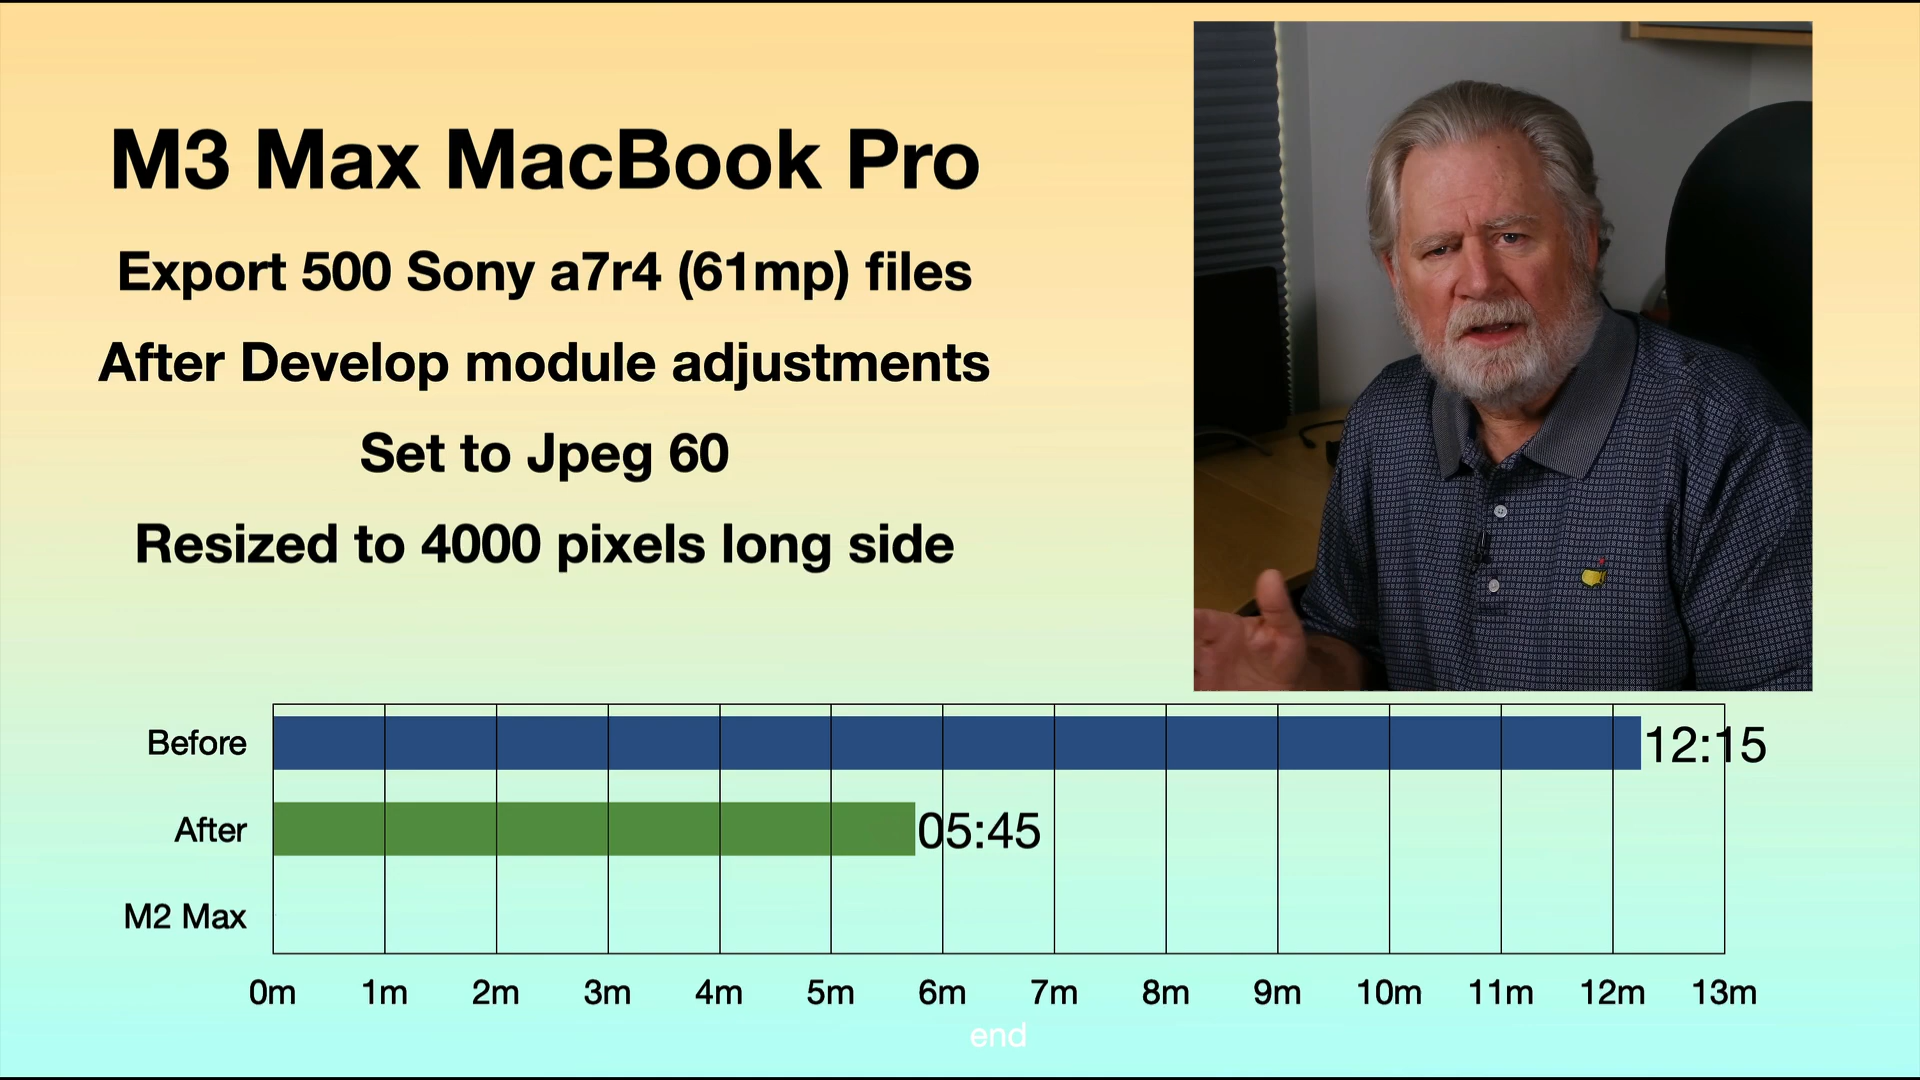 M3 Max MacBook Pro
Export 500 Sony a7r4 (61mp) files
After Develop module adjustments
Set to Jpeg 60
Resized to 4000 pixels long side
Before 12:15
After 05:45
M2 Max
0m 1m 2m 3m 4m 5m 6m 7m 8m 9m 10m 11m 12m 13m
end